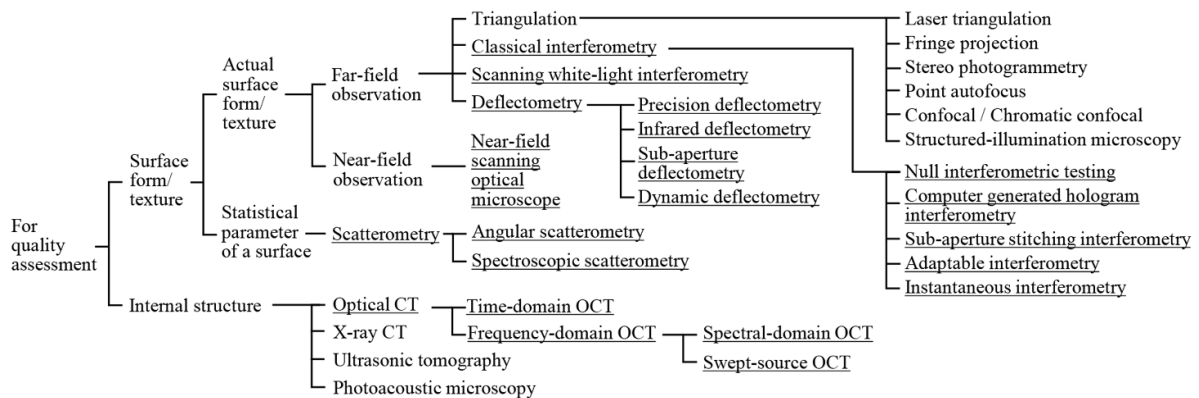 For
quality
assessment
Surface
form/
texture
Actual
surface
form/
texture
Far-field
observation
Triangulation
Laser triangulation
Fringe projection
Stereo photogrammetry
Point autofocus
Confocal / Chromatic confocal
Structured-illumination microscopy
Classical interferometry
Null interferometric testing
Computer generated hologram
interferometry
Sub-aperture stitching interferometry
Adaptable interferometry
Instantaneous interferometry
Scanning white-light interferometry
Deflectometry
Precision deflectometry
Infrared deflectometry
Sub-aperture
deflectometry
Dynamic deflectometry
Near-field
observation
Near-field
scanning
optical
microscope
Statistical
parameter
of a surface
Scatterometry
Angular scatterometry
Spectroscopic scatterometry
Internal structure
Optical CT
Time-domain OCT
Frequency-domain OCT
Spectral-domain OCT
Swept-source OCT
X-ray CT
Ultrasonic tomography
Photoacoustic microscopy